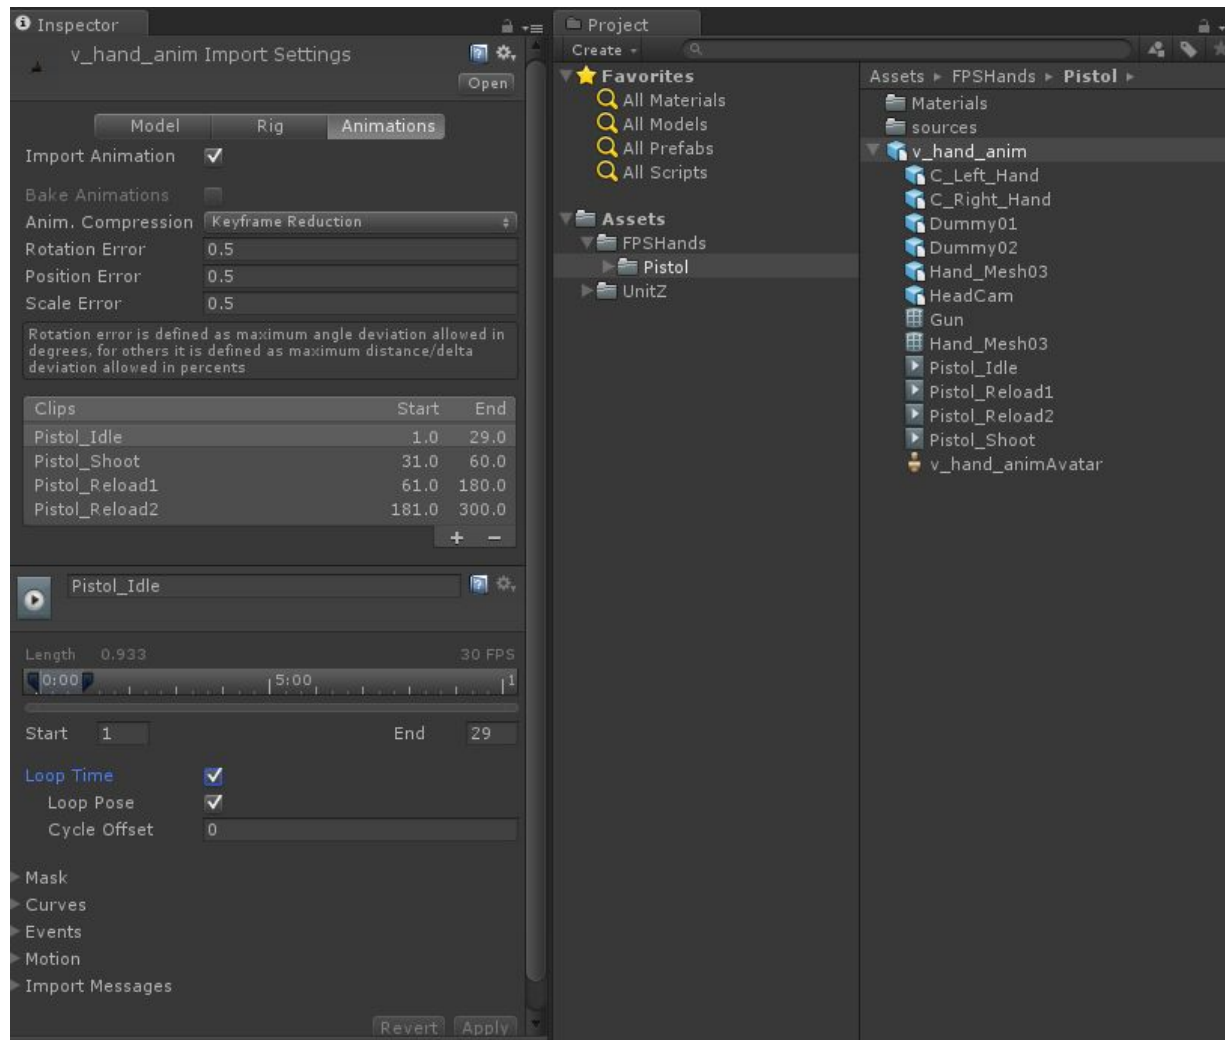 Inspector
v_hand_anim Import Settings
Open
Model Rig Animations
Import Animation
Bake Animations
Anim. Compression Keyframe Reduction
Rotation Error 0.5
Position Error 0.5
Scale Error 0.5
Rotation error is defined as maximum angle deviation allowed in
degrees, for others it is defined as maximum distance/delta
deviation allowed in percents
Clips Start End
Pistol_Idle 1.0 29.0
Pistol_Shoot 31.0 60.0
Pistol_Reload1 61.0 180.0
Pistol_Reload2 181.0 300.0
+ −
Pistol_Idle
Length 0.933 30 FPS
0:00 5:00 1
Start 1 End 29
Loop Time
Loop Pose
Cycle Offset 0
Mask
Curves
Events
Motion
Import Messages
Revert Apply
Project
Create
Favorites
All Materials
All Models
All Prefabs
All Scripts
Assets
FPSHands
Pistol
UnitZ
Assets ▸ FPSHands ▸ Pistol ▸
Materials
sources
v_hand_anim
C_Left_Hand
C_Right_Hand
Dummy01
Dummy02
Hand_Mesh03
HeadCam
Gun
Hand_Mesh03
Pistol_Idle
Pistol_Reload1
Pistol_Reload2
Pistol_Shoot
v_hand_animAvatar